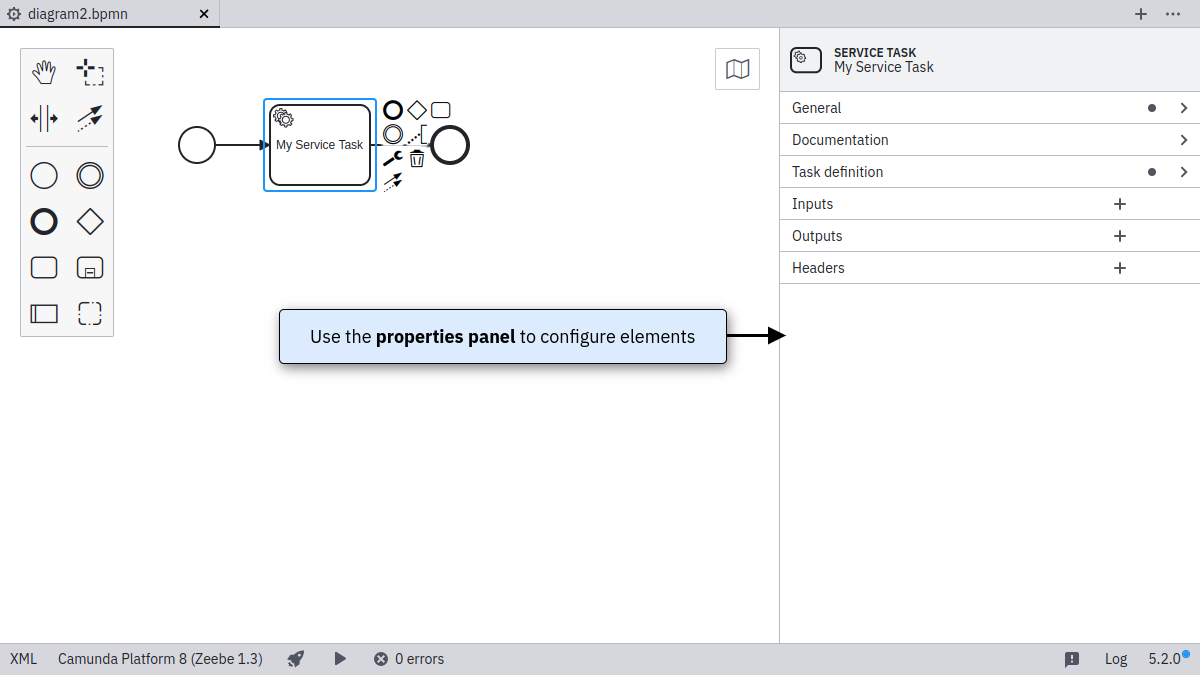 diagram2.bpmn
SERVICE TASK
My Service Task
General
Documentation
Task definition
Inputs
Outputs
Headers
My Service Task
Use the properties panel to configure elements
XML Camunda Platform 8 (Zeebe 1.3) 0 errors Log 5.2.0